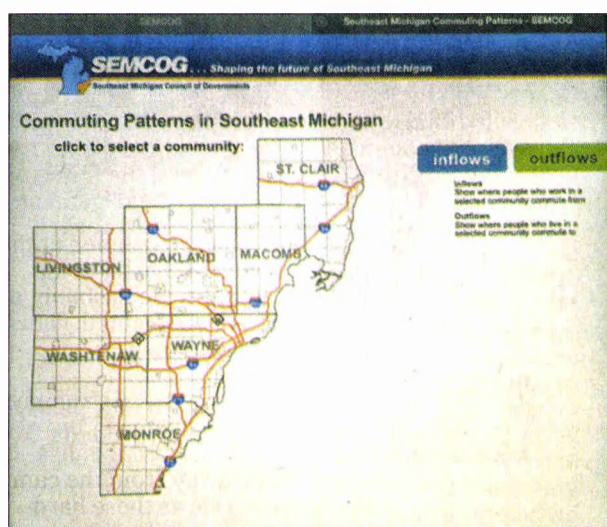 SEMCOG
Southeast Michigan Commuting Patterns - SEMCOG
SEMCOG . . . Shaping the future of Southeast Michigan
Southeast Michigan Council of Governments
Commuting Patterns in Southeast Michigan
click to select a community:
inflows
outflows
Inflows
Show where people who work in a
selected community commute from
Outflows
Show where people who live in a
selected community commute to
ST. CLAIR
LIVINGSTON
OAKLAND
MACOMB
WASHTENAW
WAYNE
MONROE